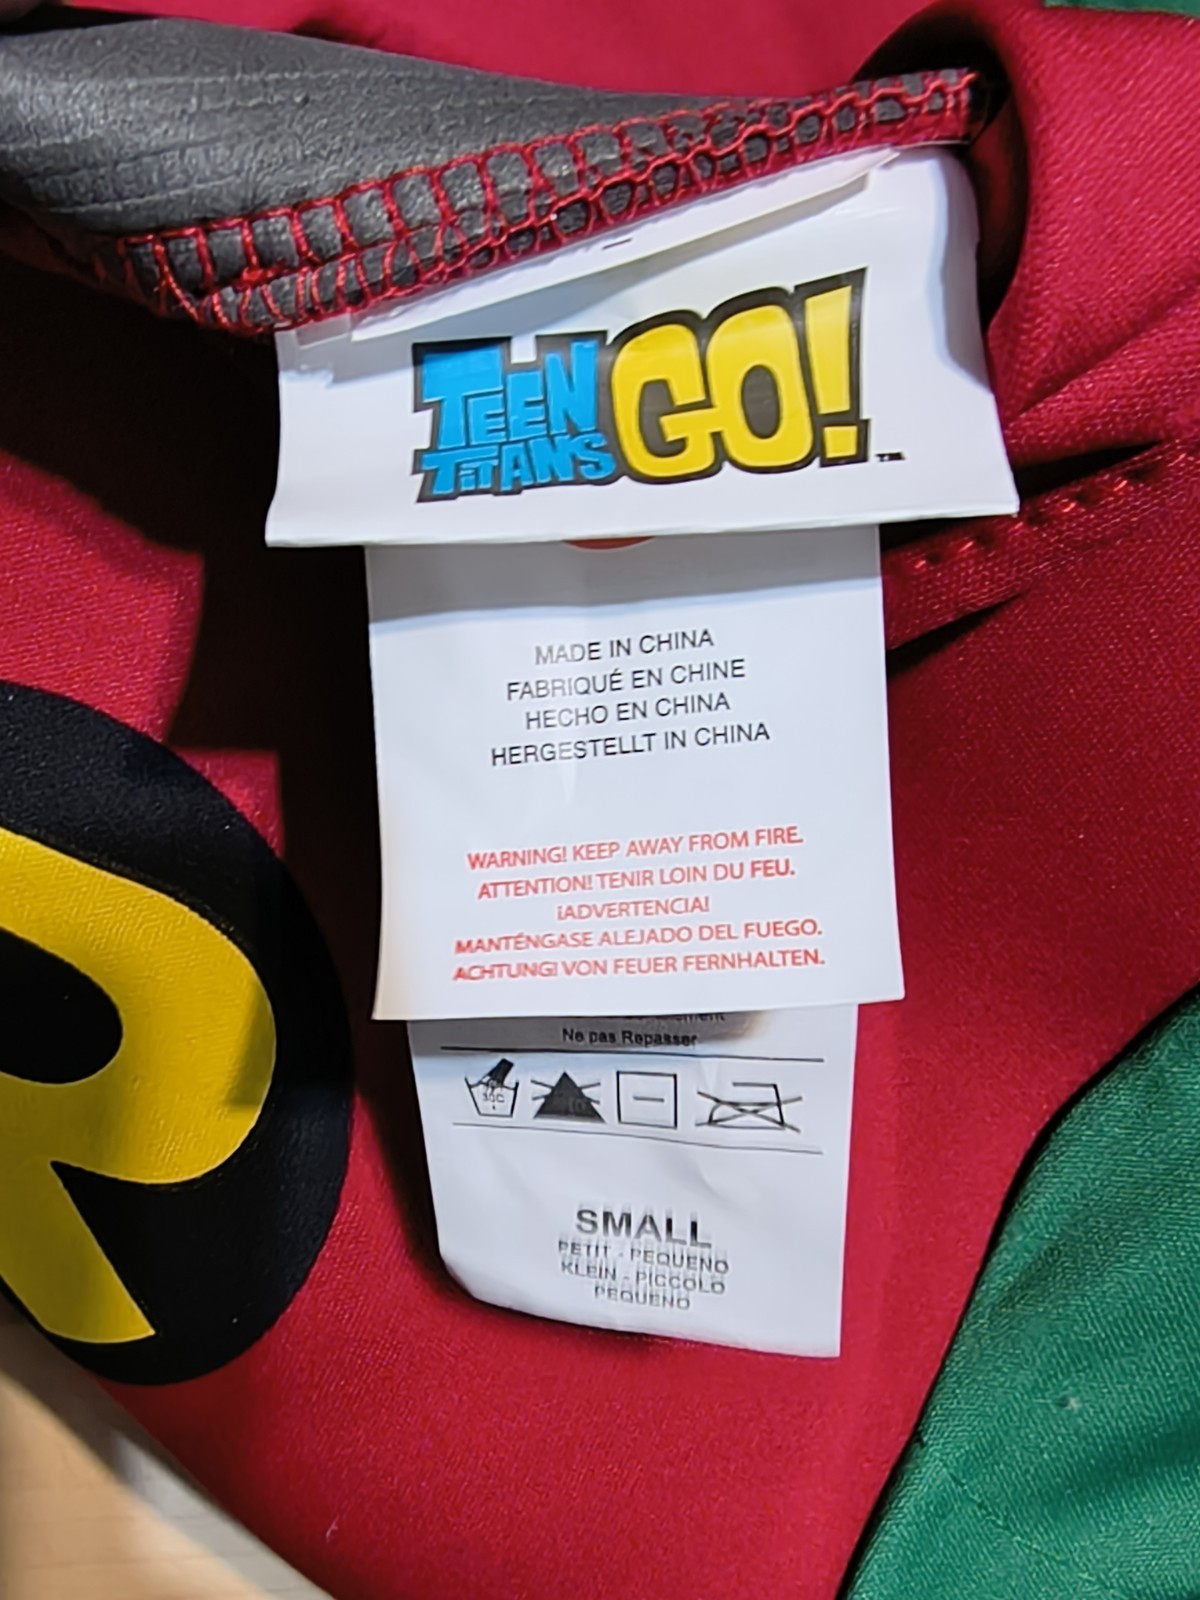 TEEN
TITANS
GO!
TM
MADE IN CHINA
FABRIQUÉ EN CHINE
HECHO EN CHINA
HERGESTELLT IN CHINA
WARNING! KEEP AWAY FROM FIRE.
ATTENTION! TENIR LOIN DU FEU.
¡ADVERTENCIA!
MANTÉNGASE ALEJADO DEL FUEGO.
ACHTUNG! VON FEUER FERNHALTEN.
Ne pas Repasser
30C
SMALL
PETIT - PEQUENO
KLEIN - PICCOLO
PEQUENO
R